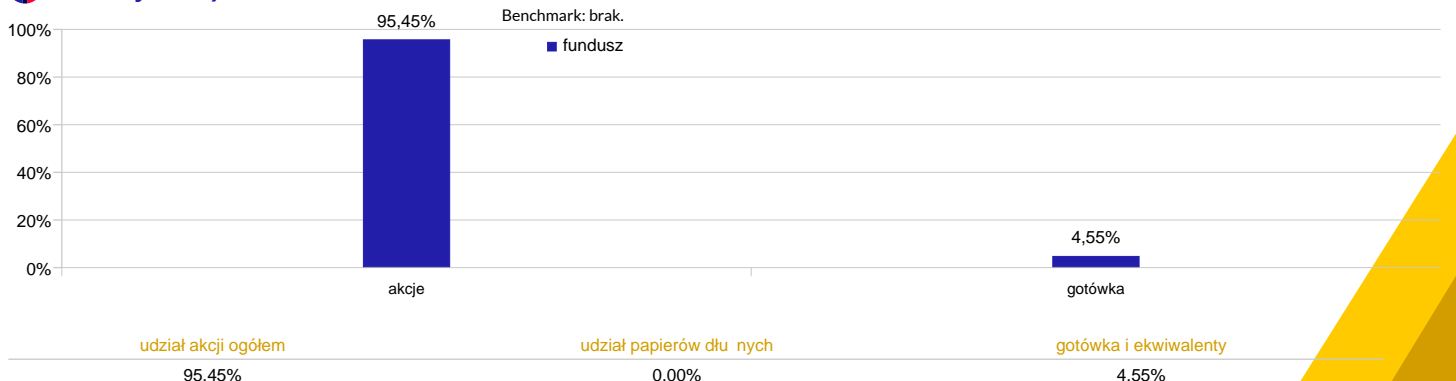 Benchmark: brak.
fundusz
95,45%
100%
80%
60%
40%
20%
0%
4,55%
akcje
gotówka
udział akcji ogółem
udział papierów dłu nych
gotówka i ekwiwalenty
95.45%
0.00%
4.55%